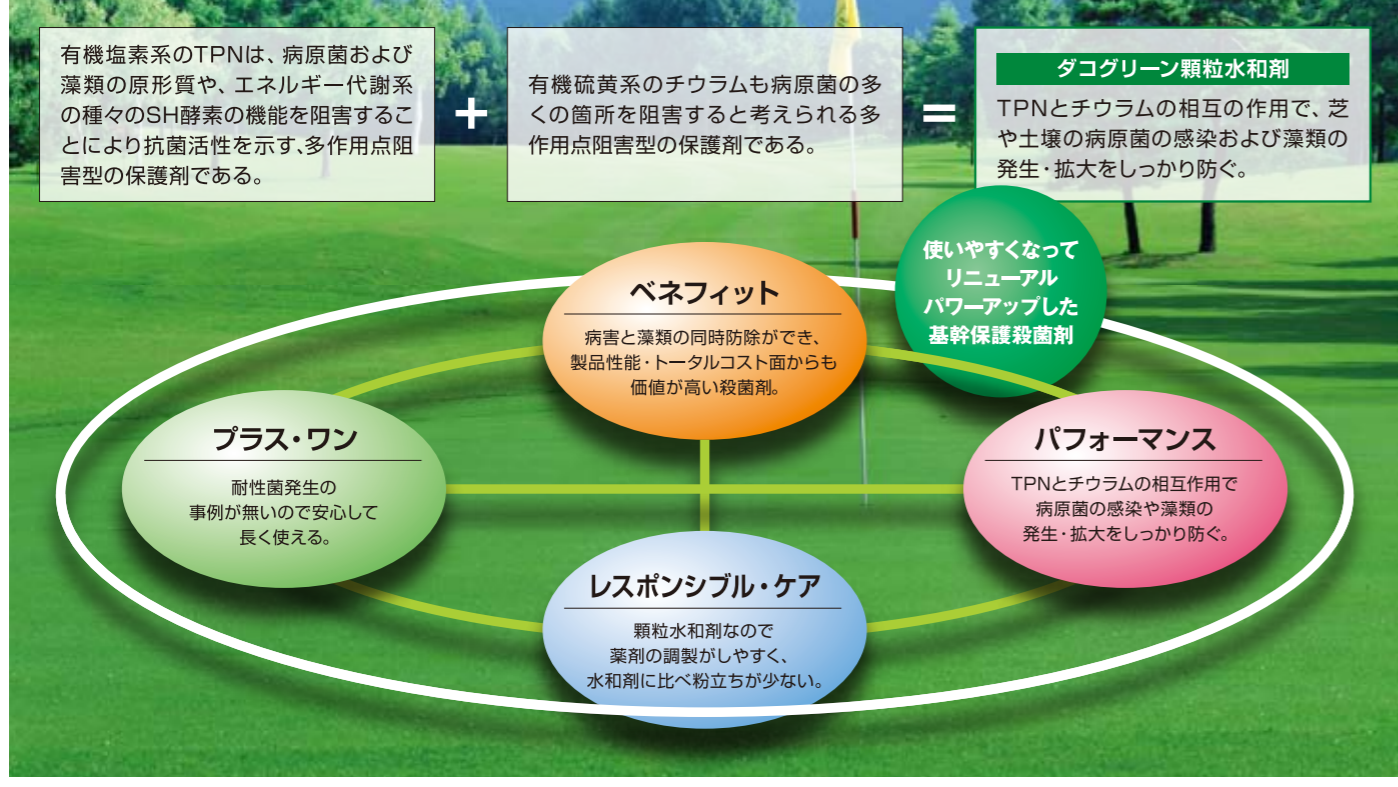 有機塩素系のTPNは、病原菌および
藻類の原形質や、エネルギー代謝系
の種々のSH酵素の機能を阻害するこ
とにより抗菌活性を示す、多作用点阻
害型の保護剤である。
+
有機硫黄系のチウラムも病原菌の多
くの箇所を阻害すると考えられる多
作用点阻害型の保護剤である。
=
ダコグリーン顆粒水和剤
TPNとチウラムの相互の作用で、芝
や土壌の病原菌の感染および藻類の
発生・拡大をしっかり防ぐ。
使いやすくなって
リニューアル
パワーアップした
基幹保護殺菌剤
ベネフィット
病害と藻類の同時防除ができ、
製品性能・トータルコスト面からも
価値が高い殺菌剤。
プラス・ワン
耐性菌発生の
事例が無いので安心して
長く使える。
パフォーマンス
TPNとチウラムの相互作用で
病原菌の感染や藻類の
発生・拡大をしっかり防ぐ。
レスポンシブル・ケア
顆粒水和剤なので
薬剤の調製がしやすく、
水和剤に比べ粉立ちが少ない。